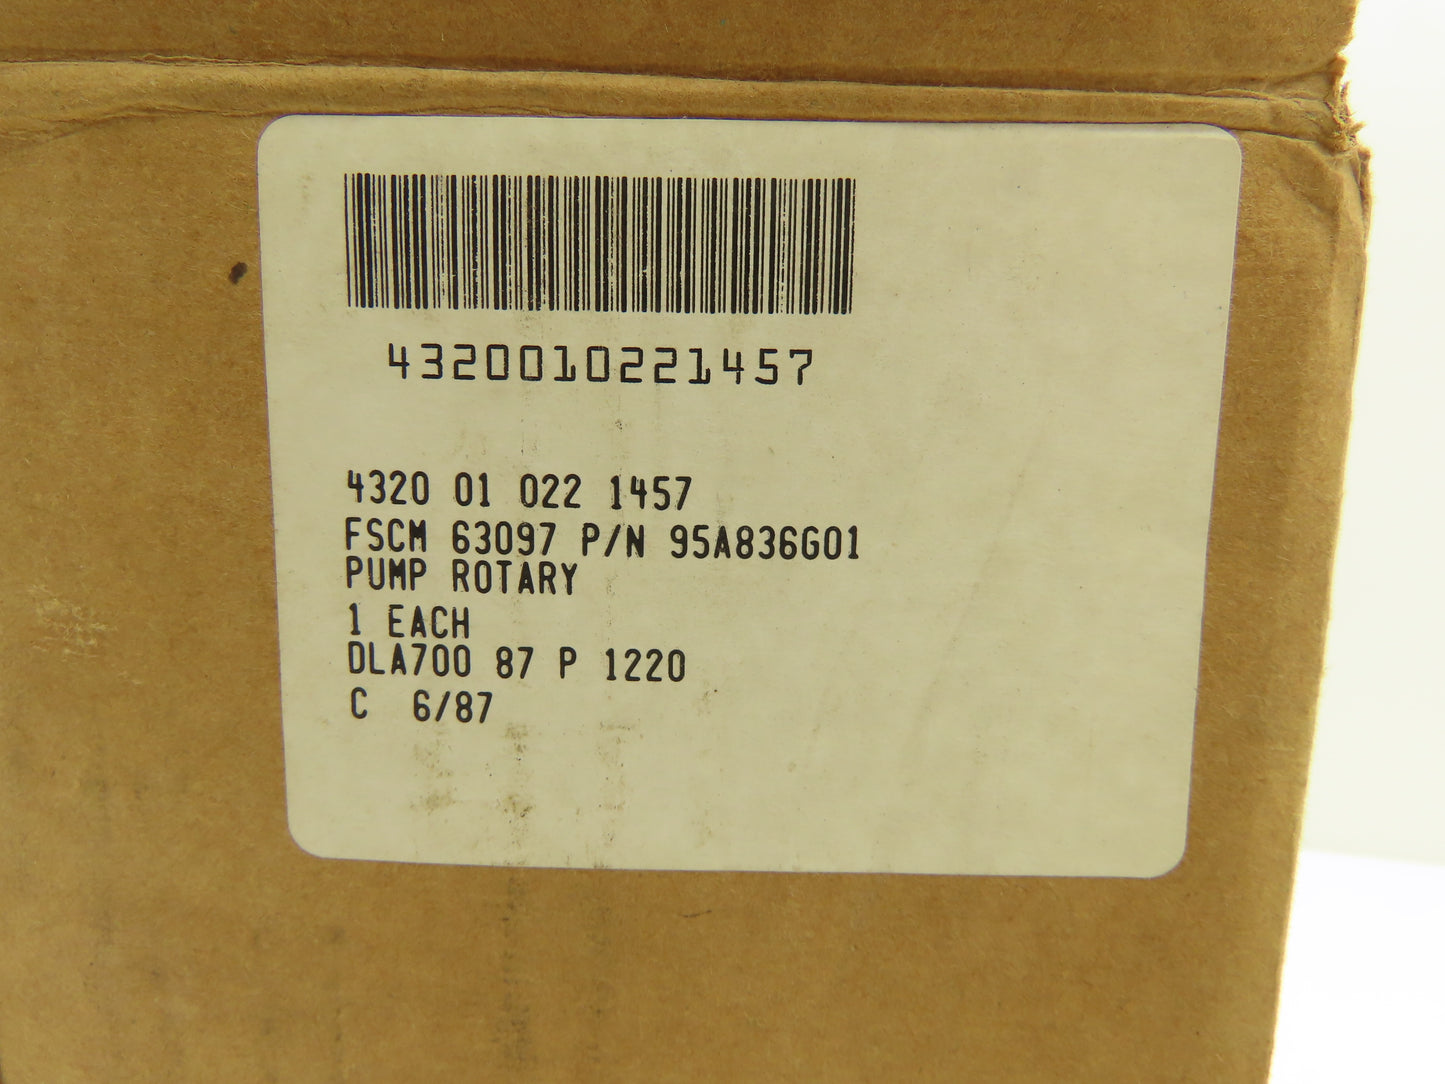 4320010221457
4320 01 022 1457
FSCM 63097 P/N 95A836G01
PUMP ROTARY
1 EACH
DLA700 87 P 1220
C 6/87